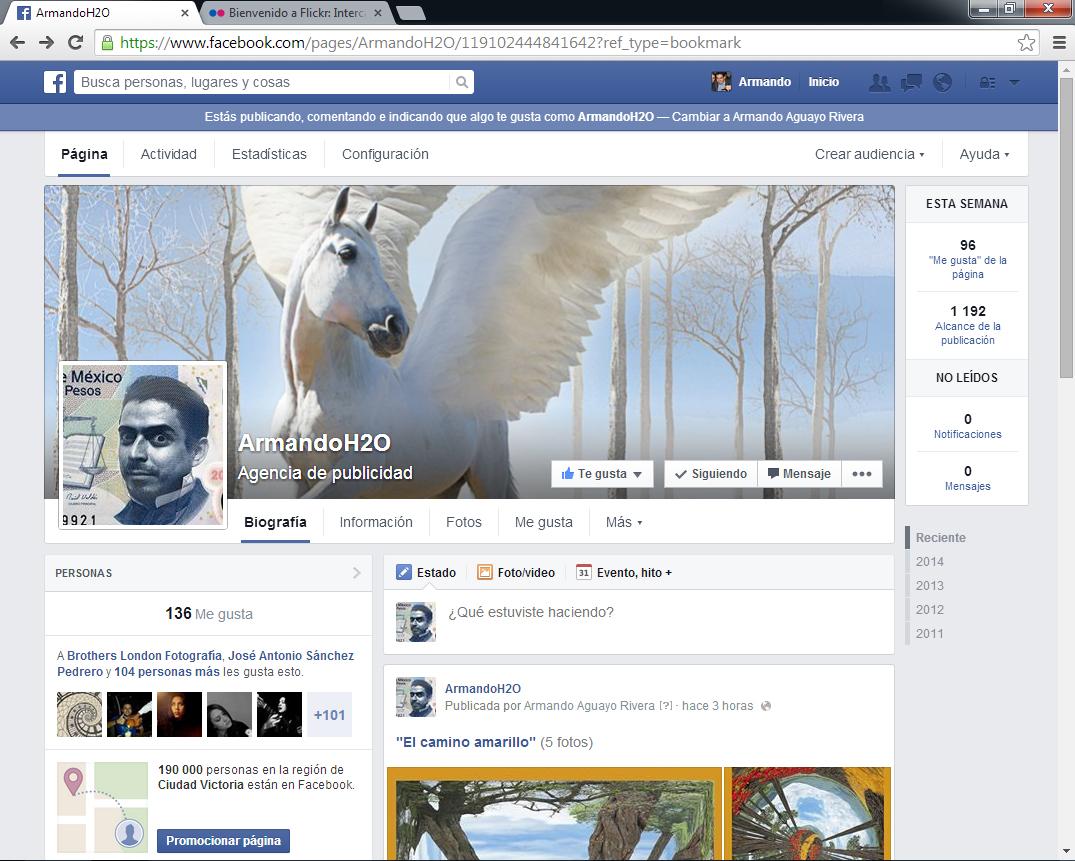 ArmandoH2O
Bienvenido a Flickr: Interca
https://www.facebook.com/pages/ArmandoH2O/119102444841642?ref_type=bookmark
Busca personas, lugares y cosas
Armando
Inicio
Estás publicando, comentando e indicando que algo te gusta como ArmandoH2O — Cambiar a Armando Aguayo Rivera
Página
Actividad
Estadísticas
Configuración
Crear audiencia
Ayuda
e México
Pesos
20
9921
ArmandoH2O
Agencia de publicidad
Te gusta
Siguiendo
Mensaje
•••
Biografía
Información
Fotos
Me gusta
Más
ESTA SEMANA
96
"Me gusta" de la
página
1 192
Alcance de la
publicación
NO LEÍDOS
0
Notificaciones
0
Mensajes
Reciente
2014
2013
2012
2011
PERSONAS
136 Me gusta
A Brothers London Fotografia, José Antonio Sánchez
Pedrero y 104 personas más les gusta esto.
+101
190 000 personas en la región de
Ciudad Victoria están en Facebook.
Promocionar página
Estado
Foto/video
31
Evento, hito +
¿Qué estuviste haciendo?
ArmandoH2O
Publicada por Armando Aguayo Rivera [?] · hace 3 horas
"El camino amarillo" (5 fotos)